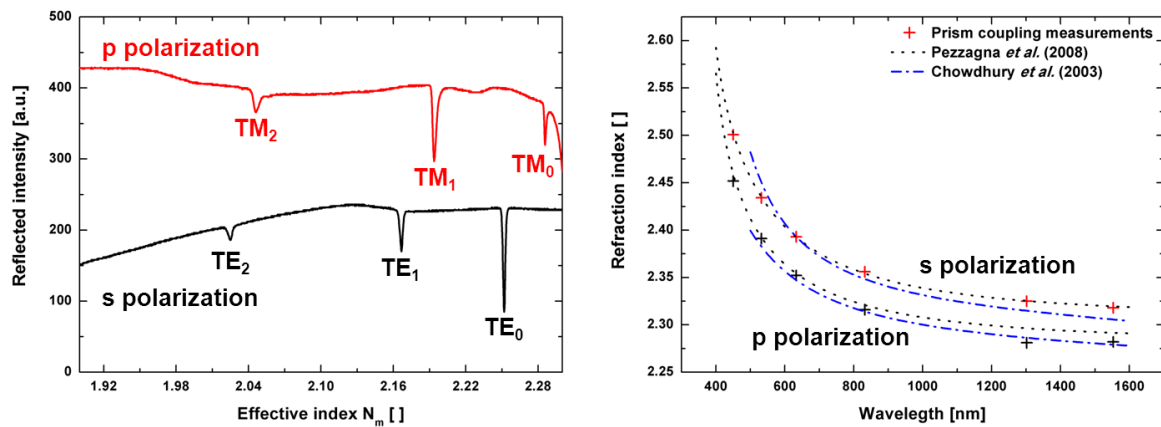 500
400
300
200
100
0
Reflected intensity [a.u.]
p polarization
TM2
TM1
TM0
TE2
TE1
TE0
s polarization
1.92 1.98 2.04 2.10 2.16 2.22 2.28
Effective index Nm [ ]
2.60
2.55
2.50
2.45
2.40
2.35
2.30
2.25
Refraction index [ ]
Prism coupling measurements
Pezzagna et al. (2008)
Chowdhury et al. (2003)
s polarization
p polarization
400 600 800 1000 1200 1400 1600
Wavelegth [nm]